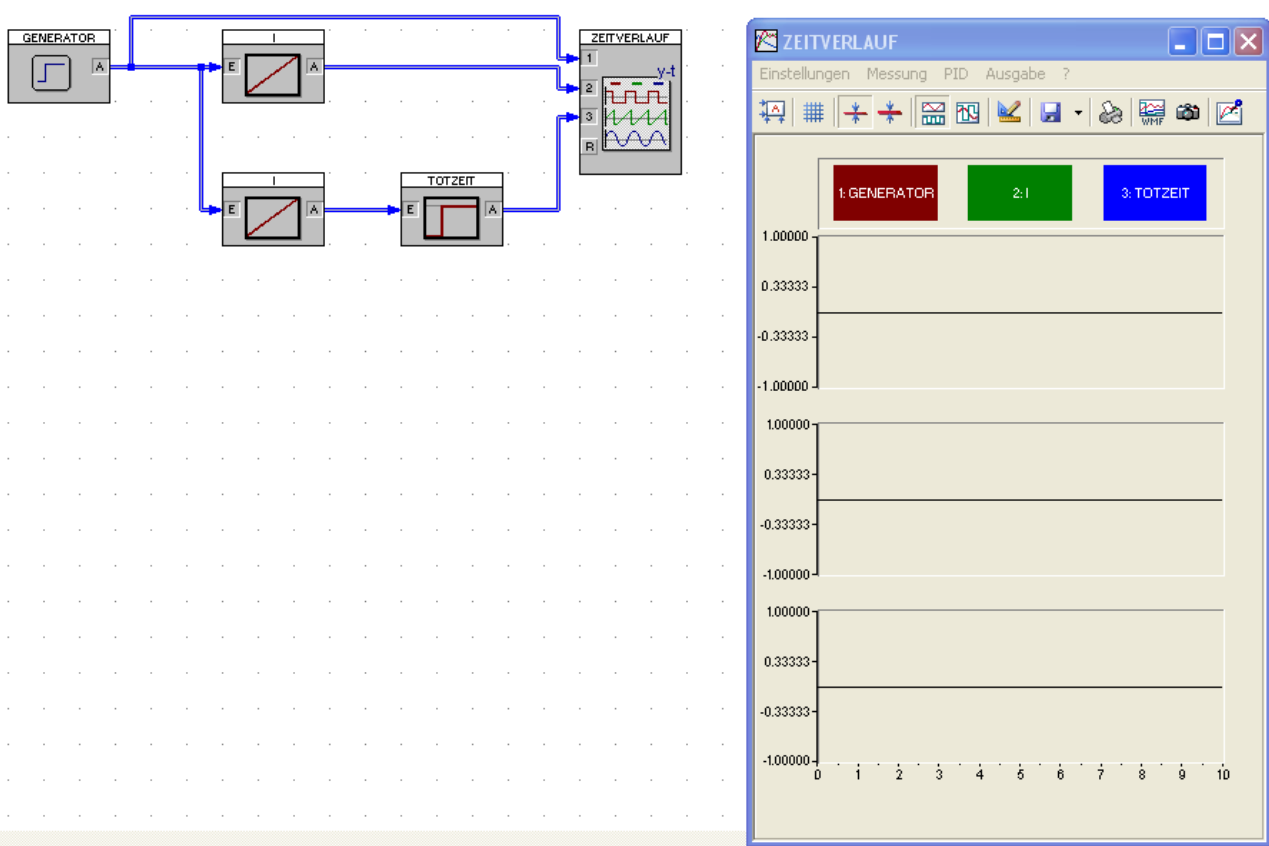 GENERATOR
A
I
E A
ZEITVERLAUF
1
2
3
R
y-t
I
E A
TOTZEIT
E A
ZEITVERLAUF
Einstellungen Messung PID Ausgabe ?
WMF
1: GENERATOR 2: I 3: TOTZEIT
1.00000
0.33333
-0.33333
-1.00000
1.00000
0.33333
-0.33333
-1.00000
1.00000
0.33333
-0.33333
-1.00000
0 1 2 3 4 5 6 7 8 9 10